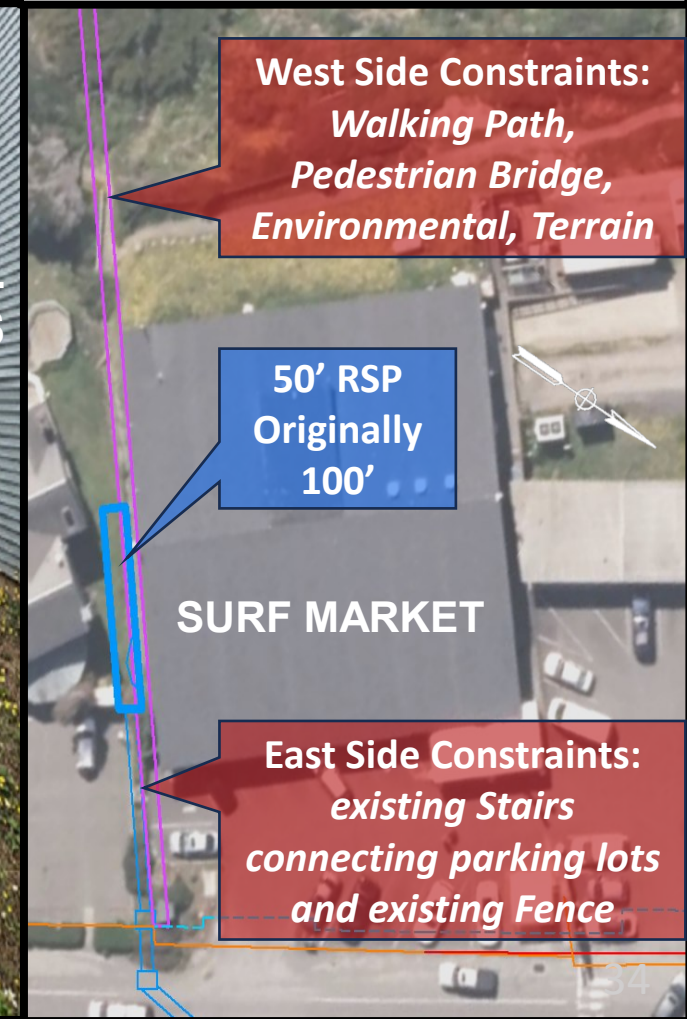 West Side Constraints:
Walking Path,
Pedestrian Bridge,
Environmental, Terrain
50’ RSP
Originally
100’
SURF MARKET
East Side Constraints:
existing Stairs
connecting parking lots
and existing Fence
34